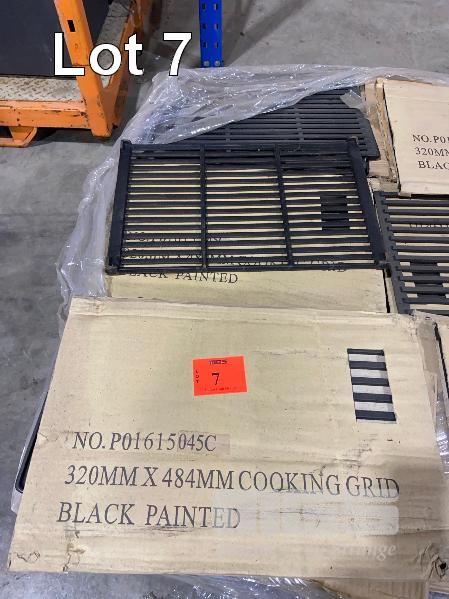 Lot 7
NO. P01
320MM
BLACK
BLACK PAINTED
LOT
7
NO. P01615045C
320MM X 484MM COOKING GRID
BLACK PAINTED